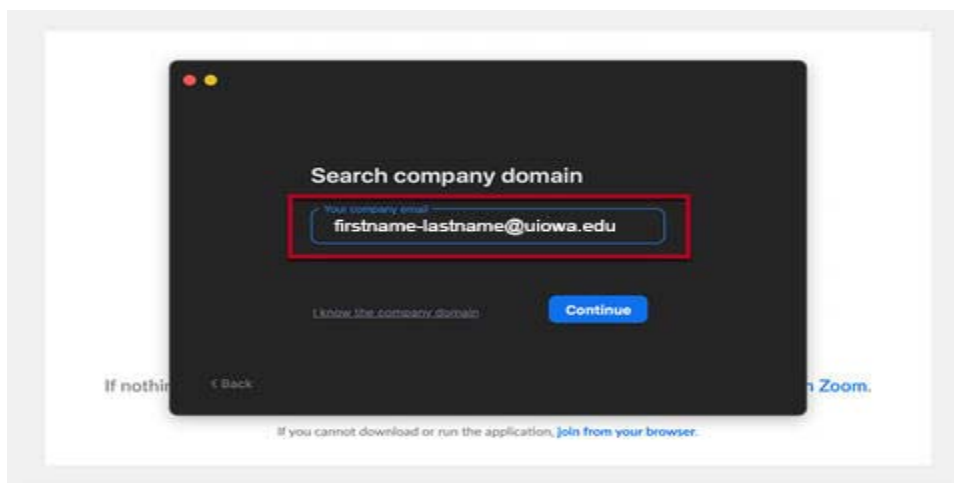 Search company domain
Your company email
firstname-lastname@uiowa.edu
I know the company domain
Continue
< Back
If nothin
n Zoom.
If you cannot download or run the application, join from your browser.